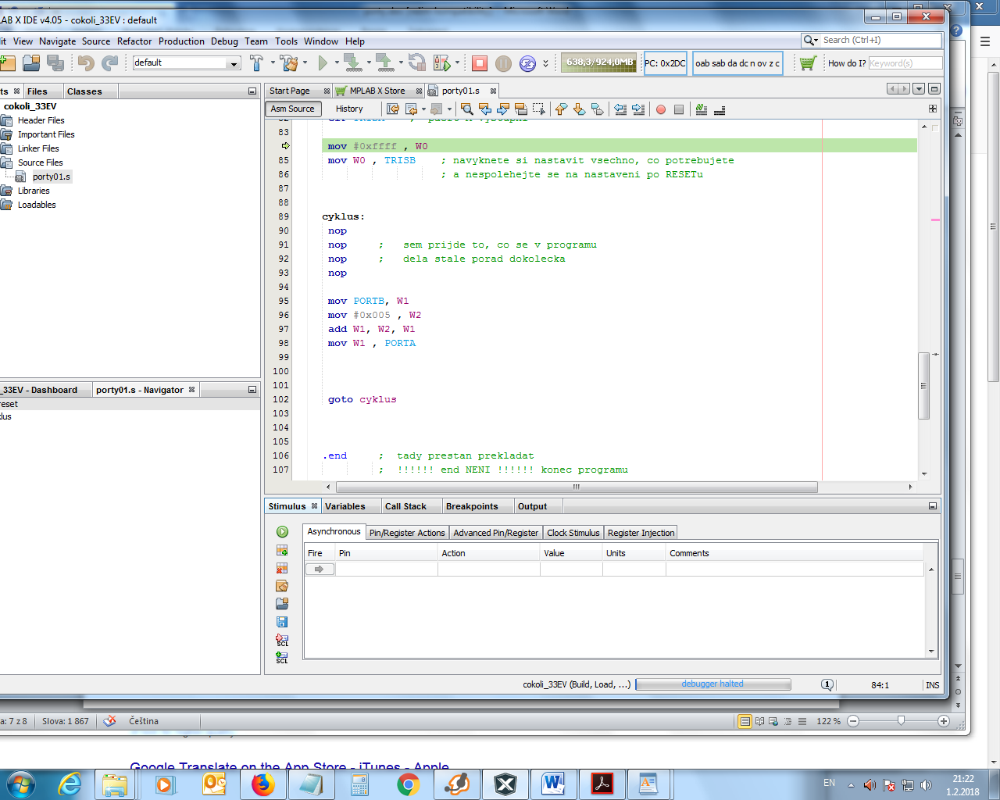 LAB X IDE v4.05 - cokoli_33EV : default
it View Navigate Source Refactor Production Debug Team Tools Window Help
Search (Ctrl+I)
default
638,3/924,0MB
PC: 0x2DC
oab sab da dc n ov z c
How do I?
Keyword(s)
ts Files Classes
cokoli_33EV
Header Files
Important Files
Linker Files
Source Files
porty01.s
Libraries
Loadables
_33EV - Dashboard
porty01.s - Navigator
reset
lus
Start Page
MPLAB X Store
porty01.s
Asm Source
History
83
mov #0xffff , W0
85 mov W0 , TRISB ; navyknete si nastavit vsechno, co potrebujete
86 ; a nespolehejte se na nastaveni po RESETu
87
88
89 cyklus:
90 nop
91 nop ; sem prijde to, co se v programu
92 nop ; dela stale porad dokolecka
93 nop
94
95 mov PORTB, W1
96 mov #0x005 , W2
97 add W1, W2, W1
98 mov W1 , PORTA
99
100
101
102 goto cyklus
103
104
105
106 .end ; tady prestan prekladat
107 ; !!!!!! end NENI !!!!!! konec programu
Stimulus Variables Call Stack Breakpoints Output
Asynchronous Pin/Register Actions Advanced Pin/Register Clock Stimulus Register Injection
Fire Pin Action Value Units Comments
SCL
SCL
cokoli_33EV (Build, Load, ...)
debugger halted
1
84:1
INS
a: 7 z 8
Slova: 1 867
Čeština
122 %
Google Translate on the App Store - iTunes - Apple
EN
21:22
1.2.2018